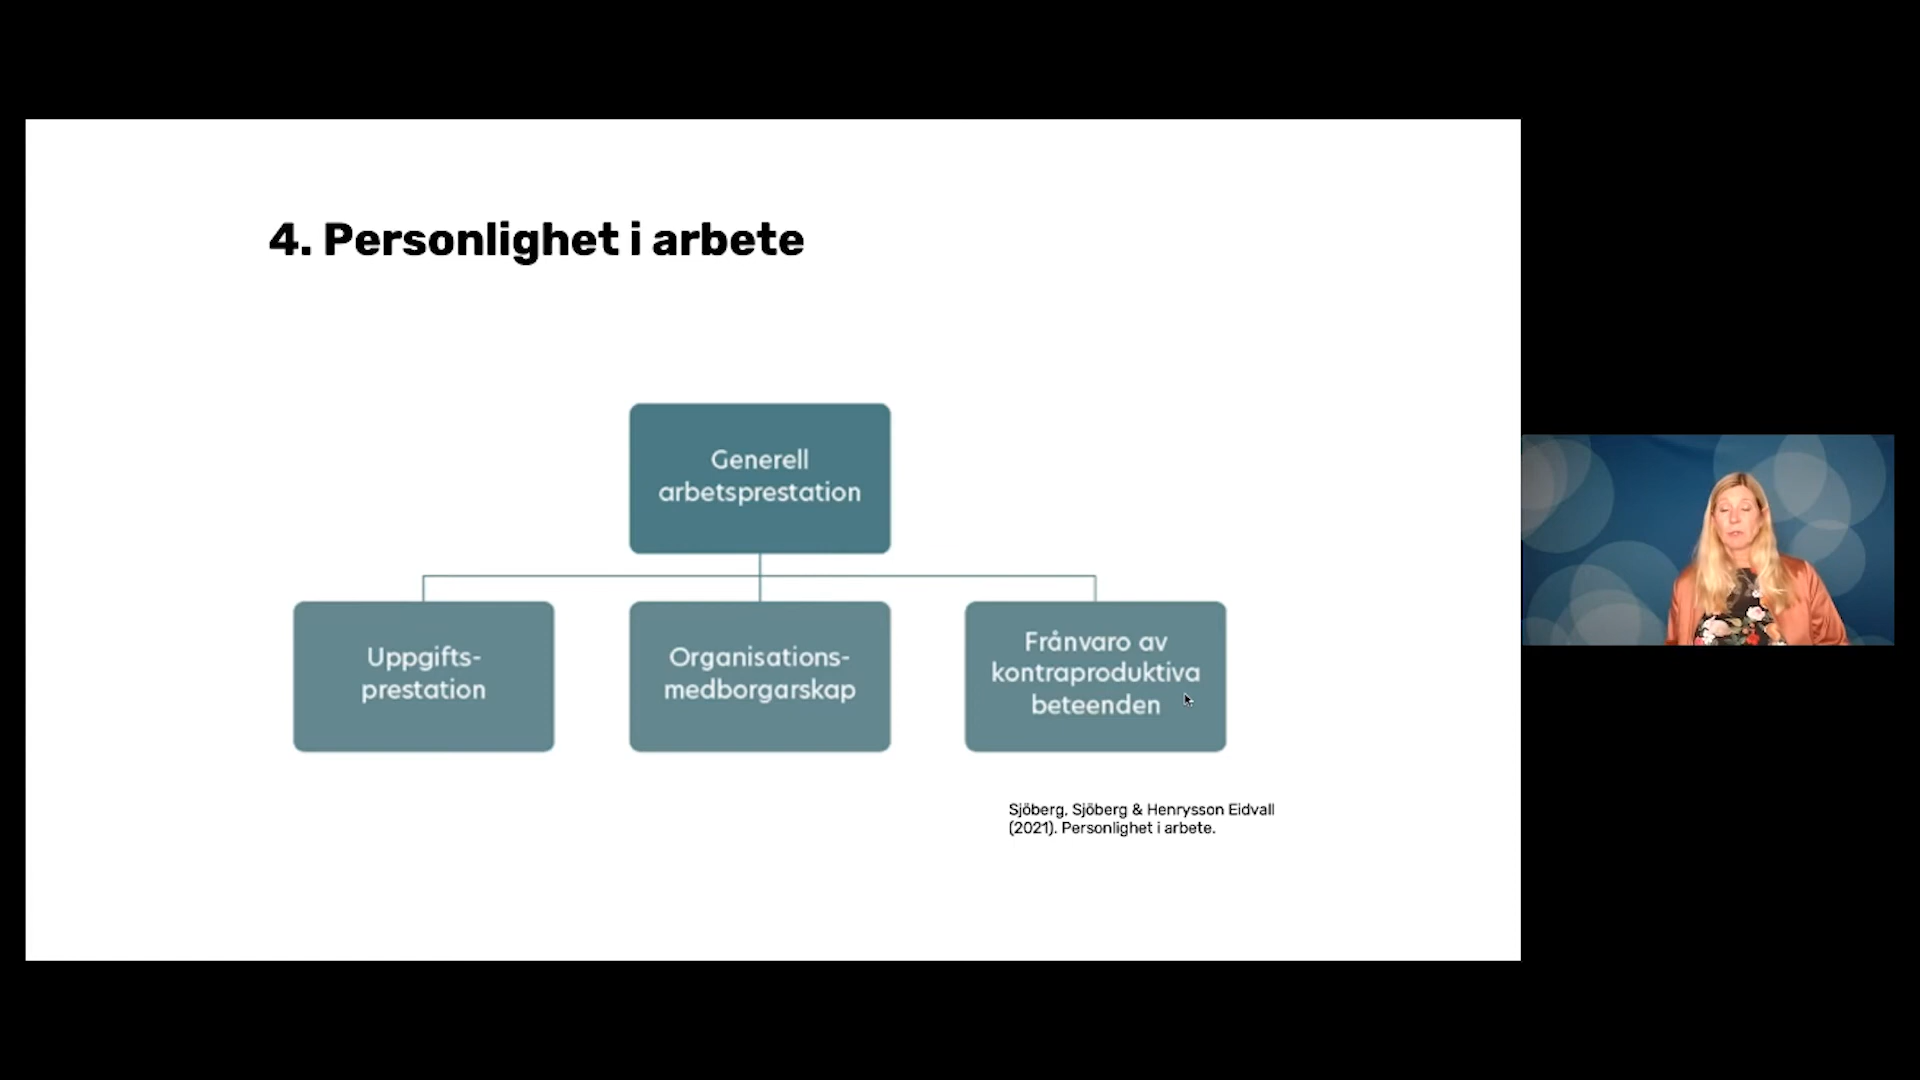 4. Personlighet i arbete
Generell
arbetsprestation
Uppgifts-
prestation
Organisations-
medborgarskap
Frånvaro av
kontraproduktiva
beteenden
Sjöberg, Sjöberg & Henrysson Eidvall
(2021). Personlighet i arbete.